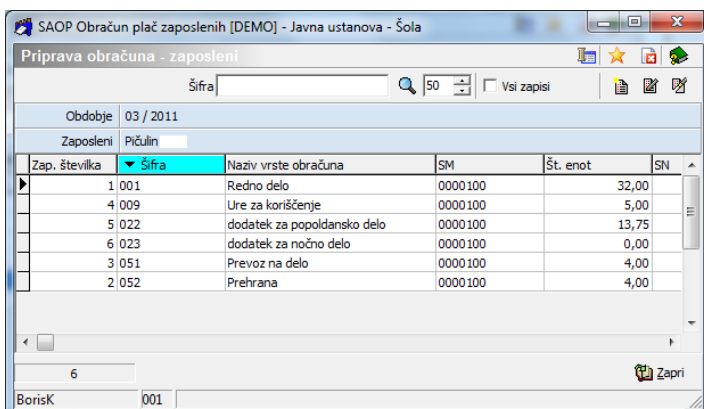 SAOP Obračun plač zaposlenih [DEMO] - Javna ustanova - Šola
Priprava obračuna - zaposleni
Šifra 50 Vsi zapisi
Obdobje 03 / 2011
Zaposleni Pičulin
Zap. številka Šifra Naziv vrste obračuna SM Št. enot SN
1 001 Redno delo 0000100 32,00
4 009 Ure za koriščenje 0000100 5,00
5 022 dodatek za popoldansko delo 0000100 13,75
6 023 dodatek za nočno delo 0000100 0,00
3 051 Prevoz na delo 0000100 4,00
2 052 Prehrana 0000100 4,00
6 Zapri
BorisK 001